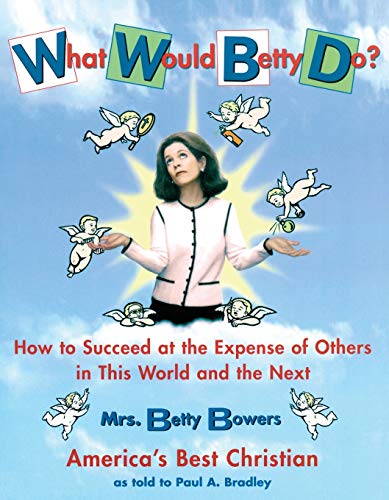 What Would Betty Do?
How to Succeed at the Expense of Others
in This World and the Next
Mrs. Betty Bowers
America's Best Christian
as told to Paul A. Bradley